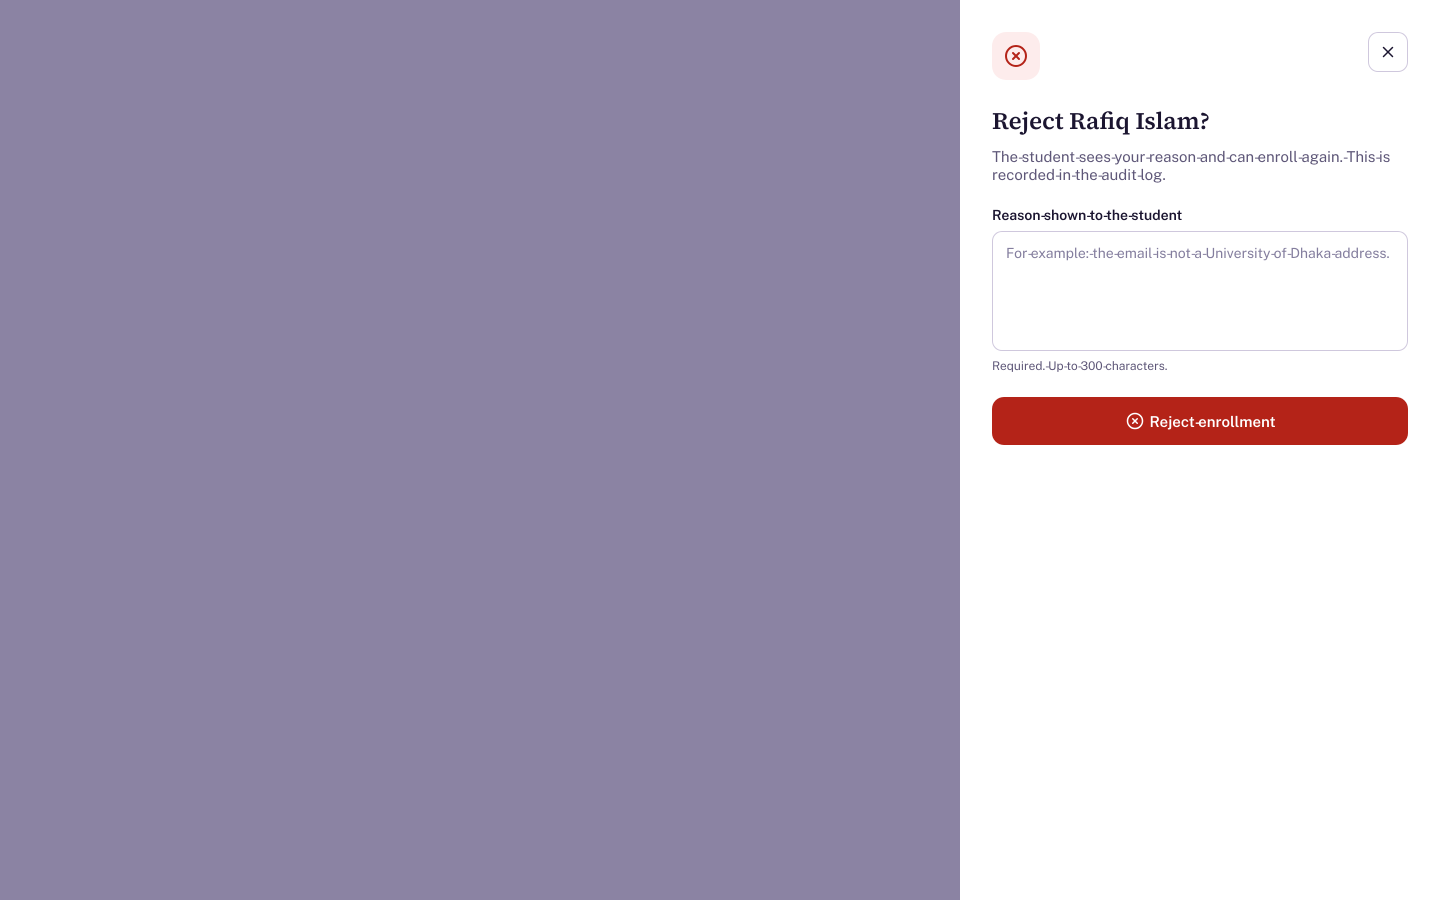 Reject Rafiq Islam?
The-student-sees-your-reason-and-can-enroll-again.-This-is
recorded-in-the-audit-log.
Reason-shown-to-the-student
For-example:-the-email-is-not-a-University-of-Dhaka-address.
Required.-Up-to-300-characters.
Reject-enrollment